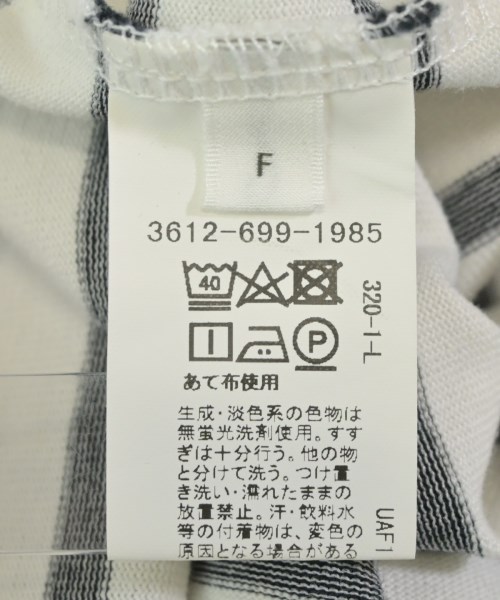 F
3612-699-1985
40
P
320-1-L
あて布使用
生成・淡色系の色物は
無蛍光洗剤使用。すす
ぎは十分行う。他の物
と分けて洗う。つけ置
き洗い・濡れたままの
放置禁止。汗・飲料水
等の付着物は、変色の
原因となる場合がある
UAF1